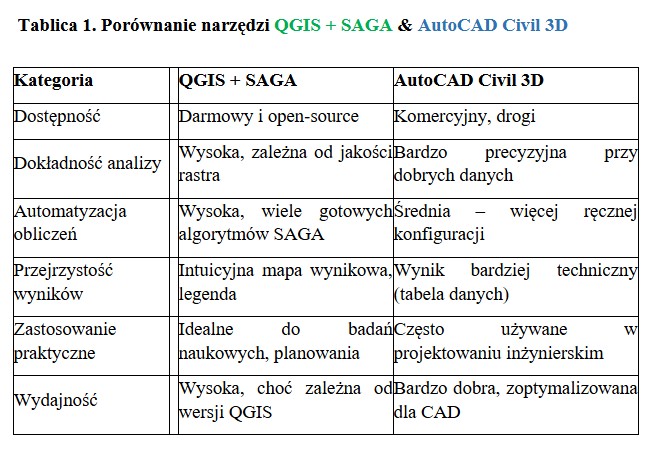 Tablica 1. Porównanie narzędzi QGIS + SAGA & AutoCAD Civil 3D
Kategoria QGIS + SAGA AutoCAD Civil 3D
Dostępność Darmowy i open-source Komercyjny, drogi
Dokładność analizy
Wysoka, zależna od jakości
rastra
Bardzo precyzyjna przy
dobrych danych
Automatyzacja
obliczeń
Wysoka, wiele gotowych
algorytmów SAGA
Średnia – więcej ręcznej
konfiguracji
Przejrzystość
wyników
Intuicyjna mapa wynikowa,
legenda
Wynik bardziej techniczny
(tabela danych)
Zastosowanie
praktyczne
Idealne do badań
naukowych, planowania
Często używane w
projektowaniu inżynierskim
Wydajność
Wysoka, choć zależna od
wersji QGIS
Bardzo dobra, zoptymalizowana
dla CAD